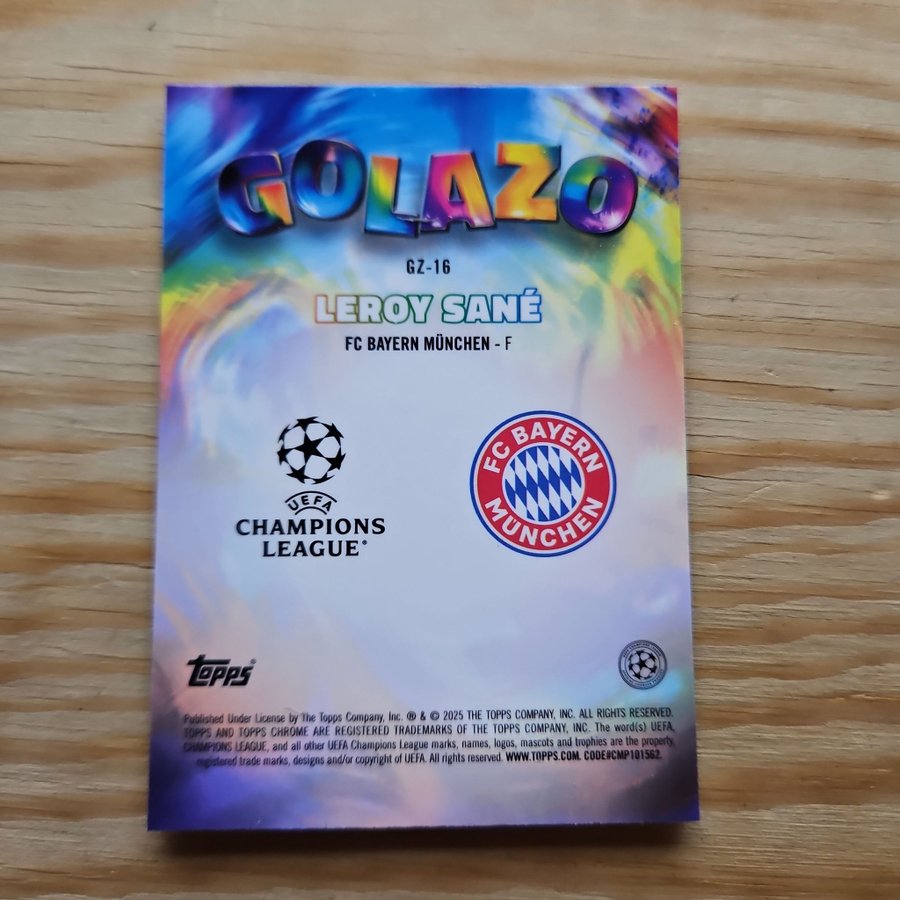 GOLAZO
GZ-16
LEROY SANÉ
FC BAYERN MÜNCHEN - F
UEFA
CHAMPIONS
LEAGUE®
FC BAYERN
MÜNCHEN
Topps®
Published Under License by The Topps Company, Inc. ® & © 2025 THE TOPPS COMPANY, INC. ALL RIGHTS RESERVED.
TOPPS AND TOPPS CHROME ARE REGISTERED TRADEMARKS OF THE TOPPS COMPANY, INC. The word(s) UEFA,
CHAMPIONS LEAGUE, and all other UEFA Champions League marks, names, logos, mascots and trophies are the property,
registered trade marks, designs and/or copyright of UEFA. All rights reserved. WWW.TOPPS.COM. CODE#CMP101562.